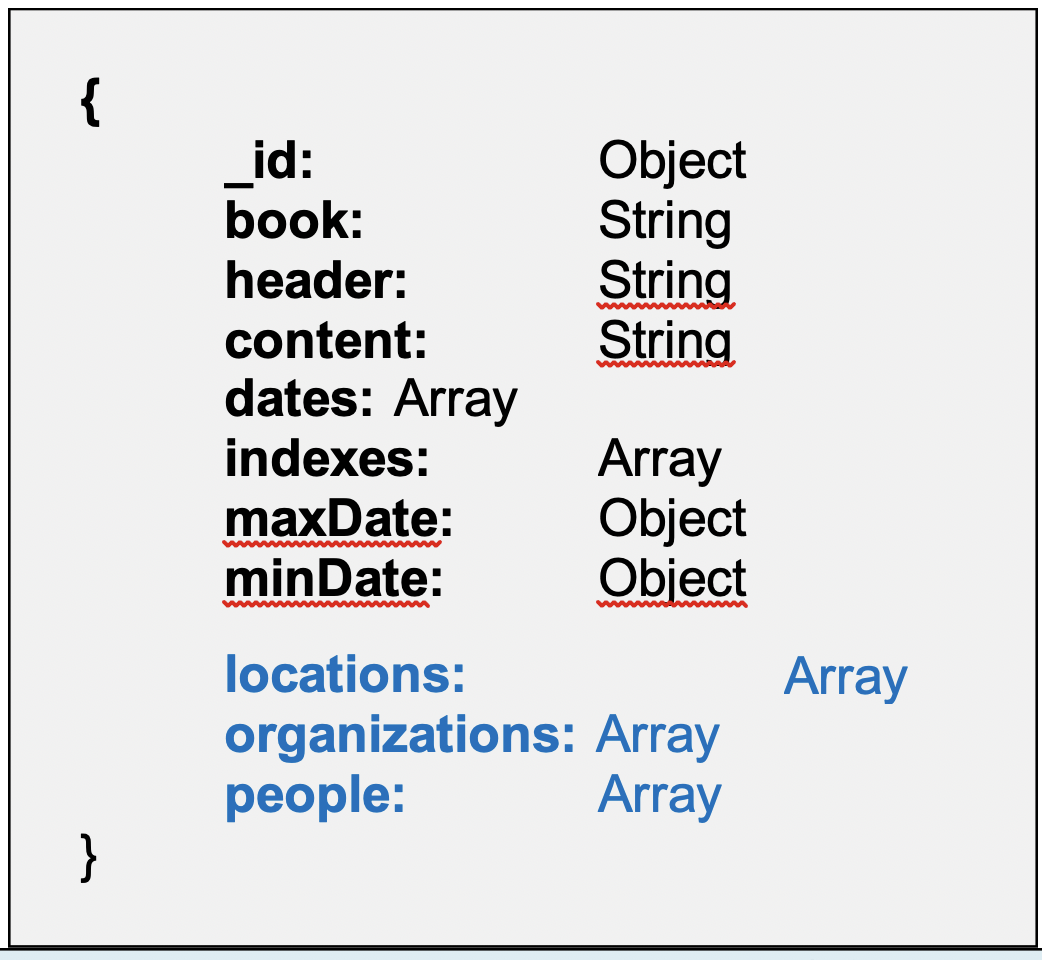 {
_id: Object
book: String
header: String
content: String
dates: Array
indexes: Array
maxDate: Object
minDate: Object
locations: Array
organizations: Array
people: Array
}